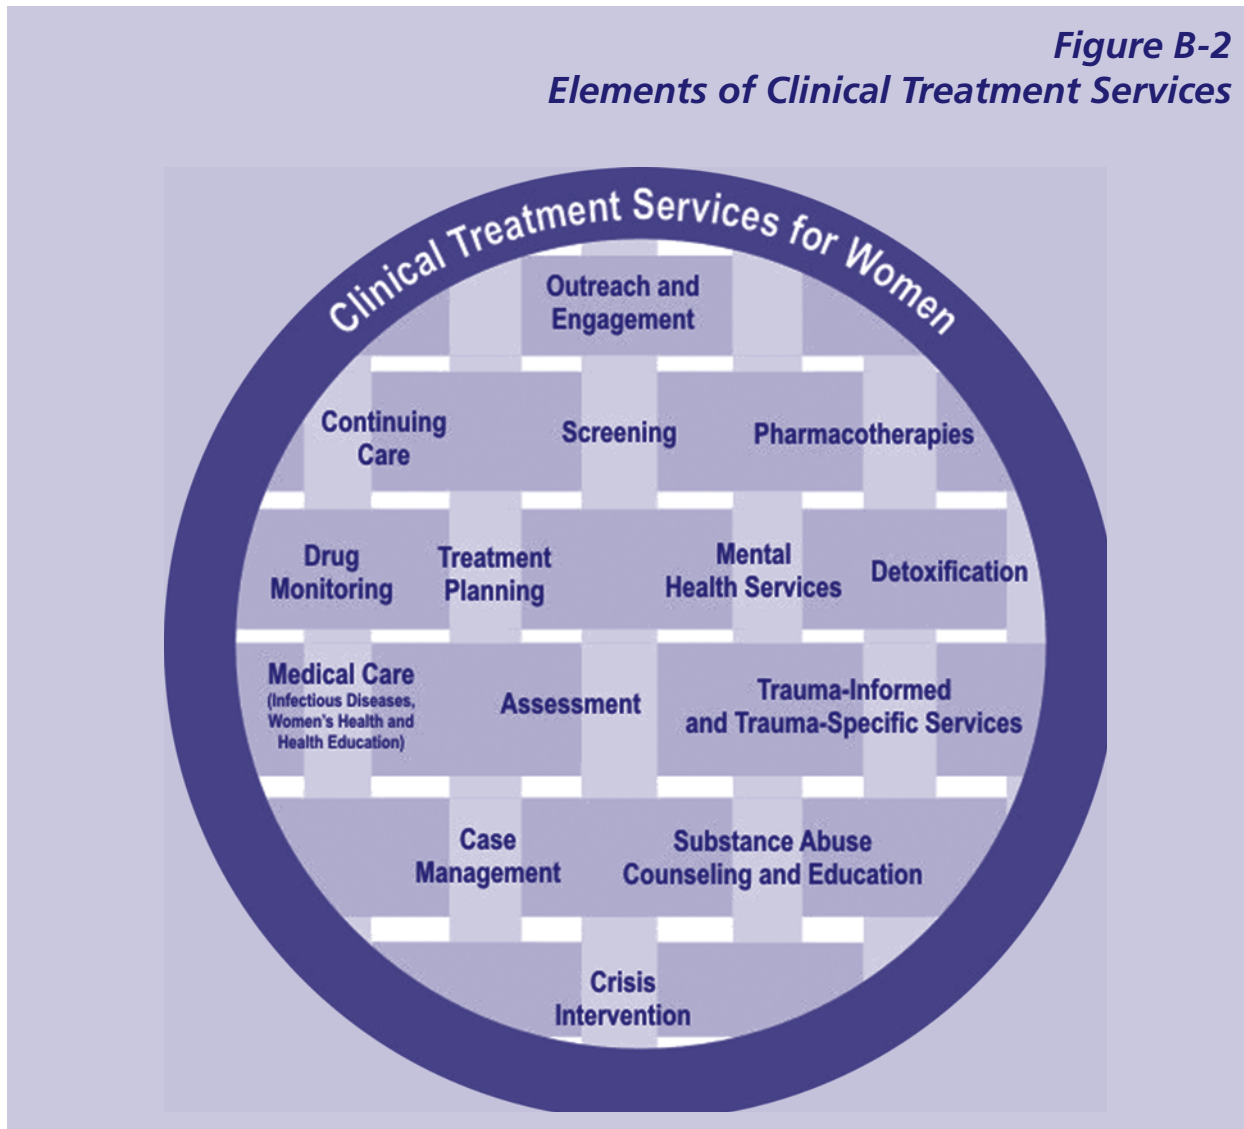 Figure B-2
Elements of Clinical Treatment Services
Clinical Treatment Services for Women
Outreach and
Engagement
Continuing
Care
Screening
Pharmacotherapies
Drug
Monitoring
Treatment
Planning
Mental
Health Services
Detoxification
Medical Care
(Infectious Diseases,
Women's Health and
Health Education)
Assessment
Trauma-Informed
and Trauma-Specific Services
Case
Management
Substance Abuse
Counseling and Education
Crisis
Intervention